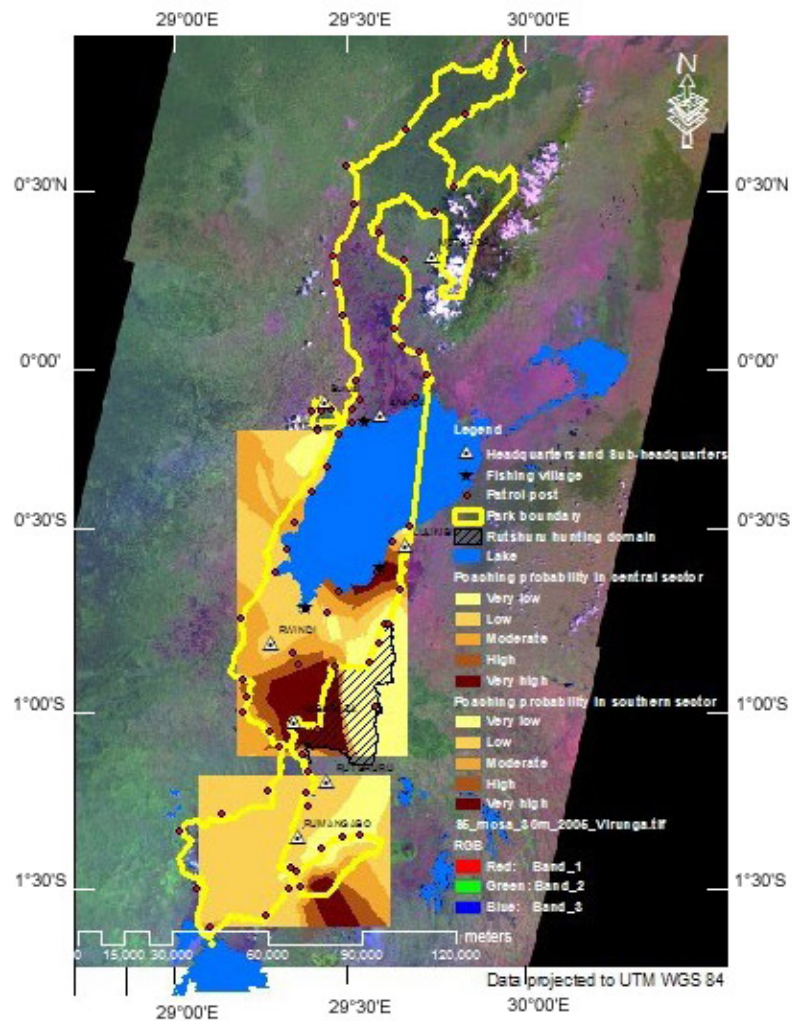 29°00'E 29°30'E 30°00'E
N
0°30'N 0°30'N
0°00' 0°00'
Legend
Headquarters and Sub-headquarters
Fishing village
Patrol post
0°30'S Park boundary 0°30'S
Rutshuru hunting domain
Lake
Poaching probability in central sector
Very low
Low
RWINDI Moderate
High
Very high
1°00'S Poaching probability in southern sector 1°00'S
Very low
Low
Moderate
RUTSHURU High
Very high
RUMANGABO 85_mosa_30m_2005_Virunga.tif
RGB
Red: Band_1
1°30'S Green: Band_2 1°30'S
Blue: Band_3
meters
0 15,000 30,000 60,000 90,000 120,000
Data projected to UTM WGS 84
29°00'E 29°30'E 30°00'E